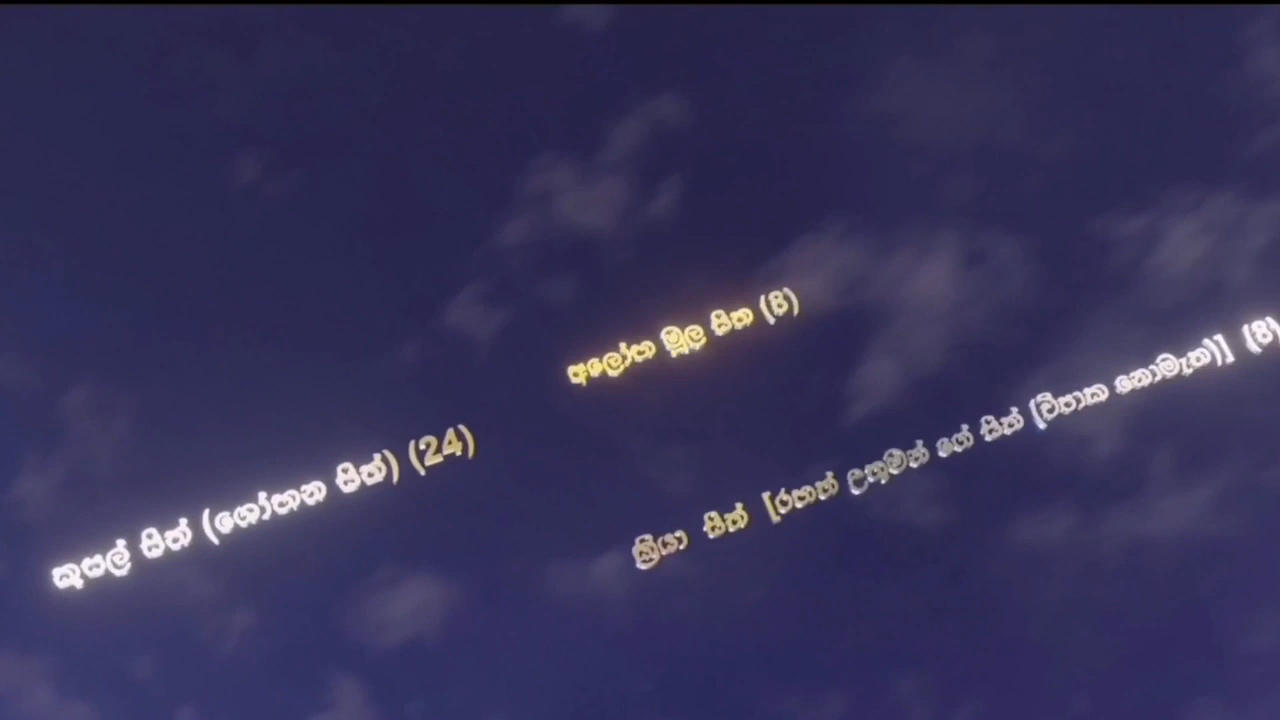 අලෝභ මූල සිත (8)
කුසල් සිත් (ශෝභන සිත්) (24)
ක්‍රියා සිත් [රහත් උතුමන් ගේ සිත් (විපාක නොමැත)] (8)